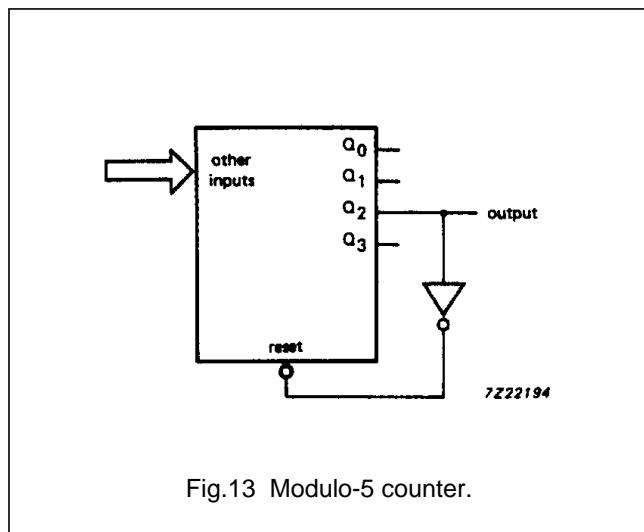 other
inputs
Q0
Q1
Q2
Q3
output
reset
7Z22194
Fig.13 Modulo-5 counter.